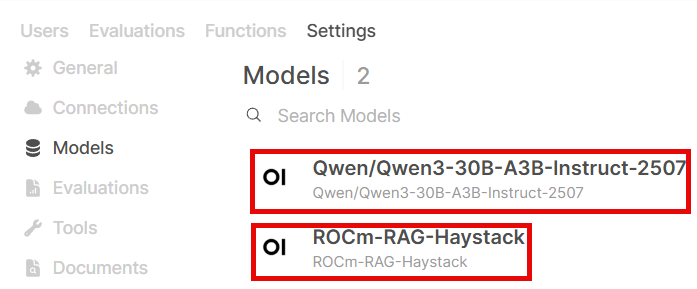 Users Evaluations Functions Settings
General
Connections
Models
Evaluations
Tools
Documents
Models 2
Search Models
OI Qwen/Qwen3-30B-A3B-Instruct-2507
Qwen/Qwen3-30B-A3B-Instruct-2507
OI ROCm-RAG-Haystack
ROCm-RAG-Haystack